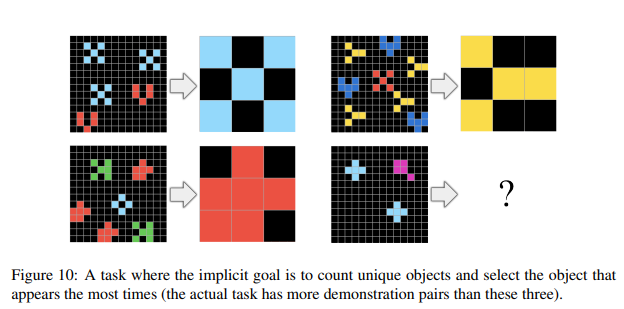 ?
Figure 10: A task where the implicit goal is to count unique objects and select the object that
appears the most times (the actual task has more demonstration pairs than these three).